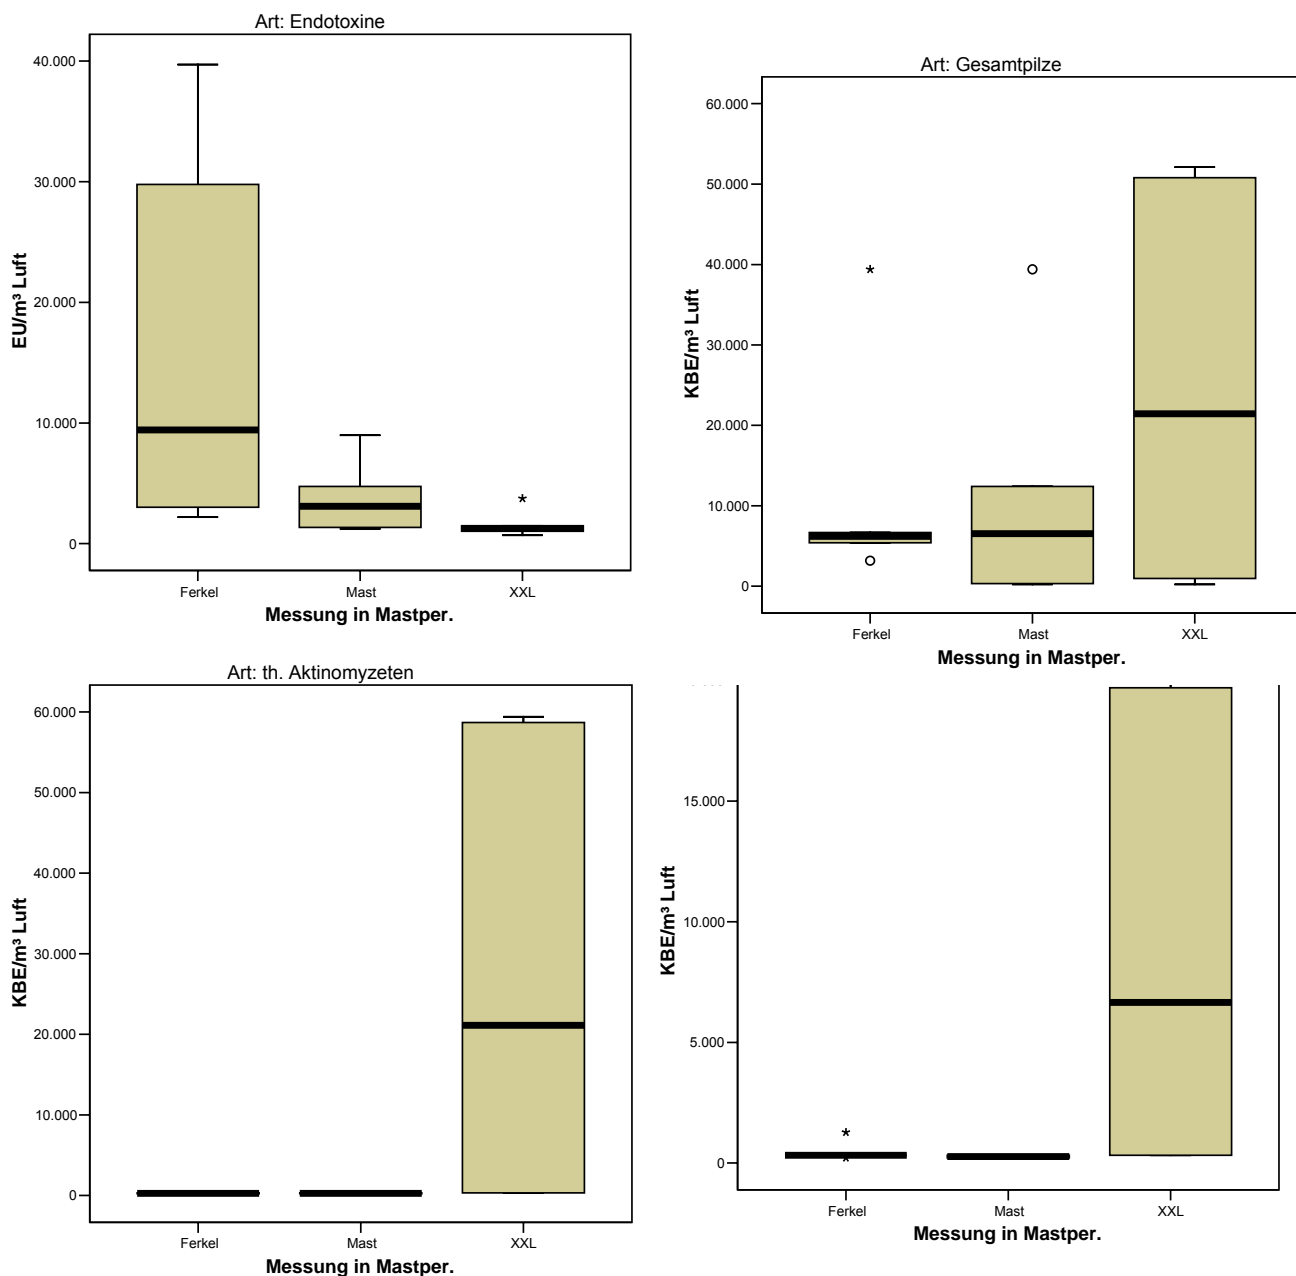 Art: Endotoxine
40.000
30.000
20.000
10.000
0
EU/m³ Luft
Ferkel Mast XXL
Messung in Mastper.
Art: Gesamtpilze
60.000
50.000
40.000
30.000
20.000
10.000
0
KBE/m³ Luft
Ferkel Mast XXL
Messung in Mastper.
Art: th. Aktinomyzeten
60.000
50.000
40.000
30.000
20.000
10.000
0
KBE/m³ Luft
Ferkel Mast XXL
Messung in Mastper.
15.000
10.000
5.000
0
KBE/m³ Luft
Ferkel Mast XXL
Messung in Mastper.